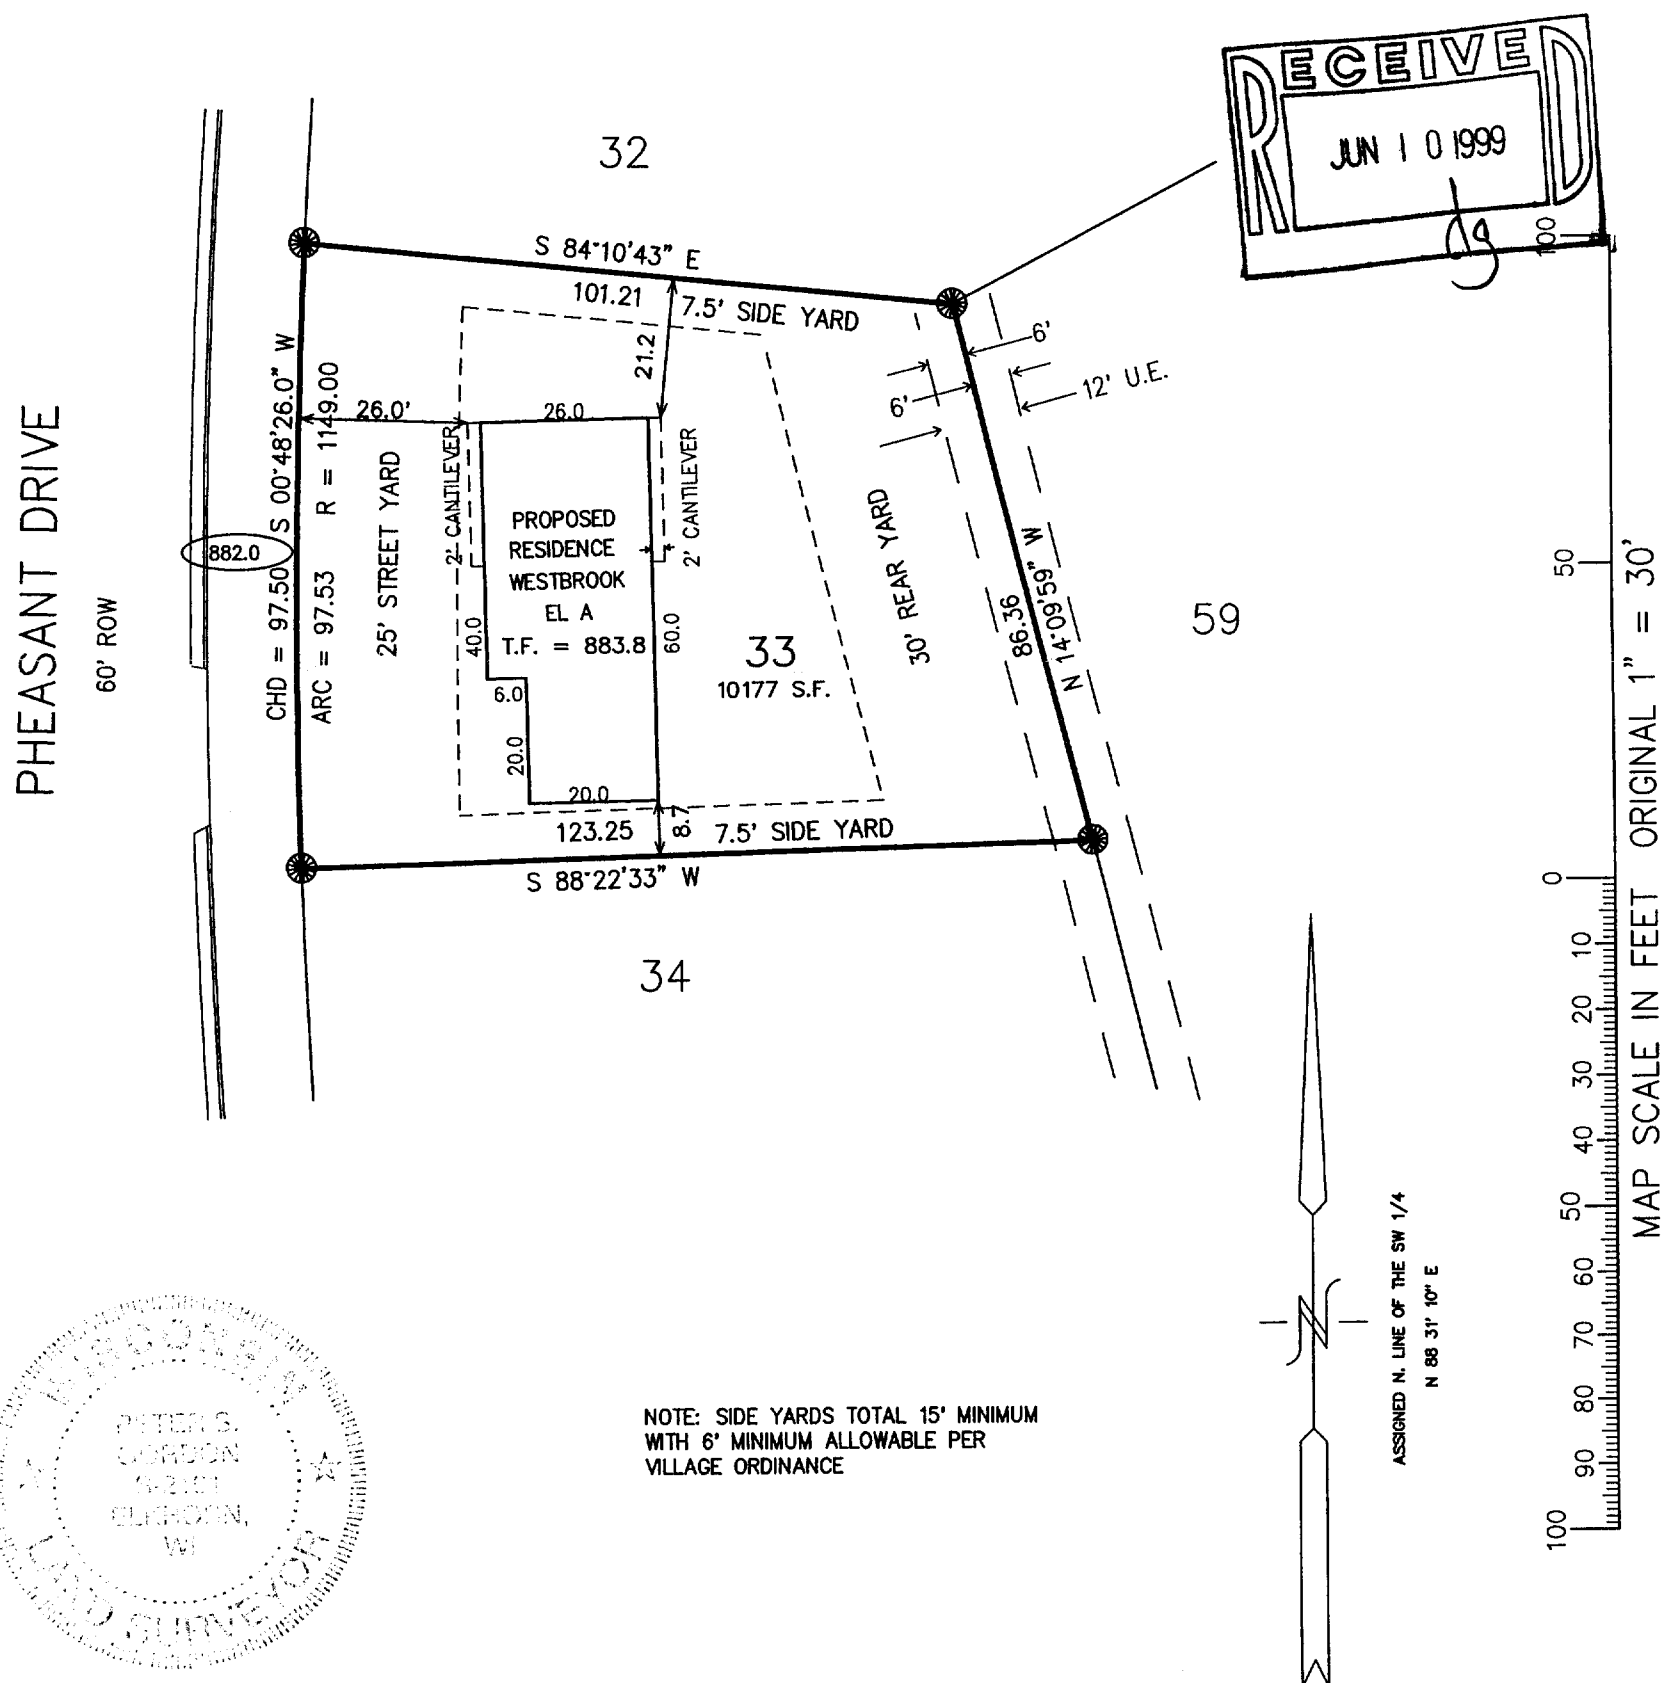 RECEIVED
JUN 10 1999
100
32
S 84°10'43" E
101.21
7.5' SIDE YARD
21.2
6'
12' U.E.
6'
PHEASANT DRIVE
60' ROW
882.0
CHD = 97.50' S 00°48'26.0" W
ARC = 97.53 R = 1149.00
26.0'
26.0
25' STREET YARD
2' CANTILEVER
2' CANTILEVER
PROPOSED
RESIDENCE
WESTBROOK
EL A
T.F. = 883.8
40.0
60.0
6.0
20.0
20.0
33
10177 S.F.
30' REAR YARD
86.36
N 14°09'59" W
59
50
123.25
8.7
7.5' SIDE YARD
S 88°22'33" W
34
0
10
20
30
40
50
60
70
80
90
100
MAP SCALE IN FEET ORIGINAL 1" = 30'
N
ASSIGNED N. LINE OF THE SW 1/4
N 88 31' 10" E
WISCONSIN
PETER S.
GORDON
S-2101
ELKHORN,
WI
LAND SURVEYOR
NOTE: SIDE YARDS TOTAL 15' MINIMUM
WITH 6' MINIMUM ALLOWABLE PER
VILLAGE ORDINANCE